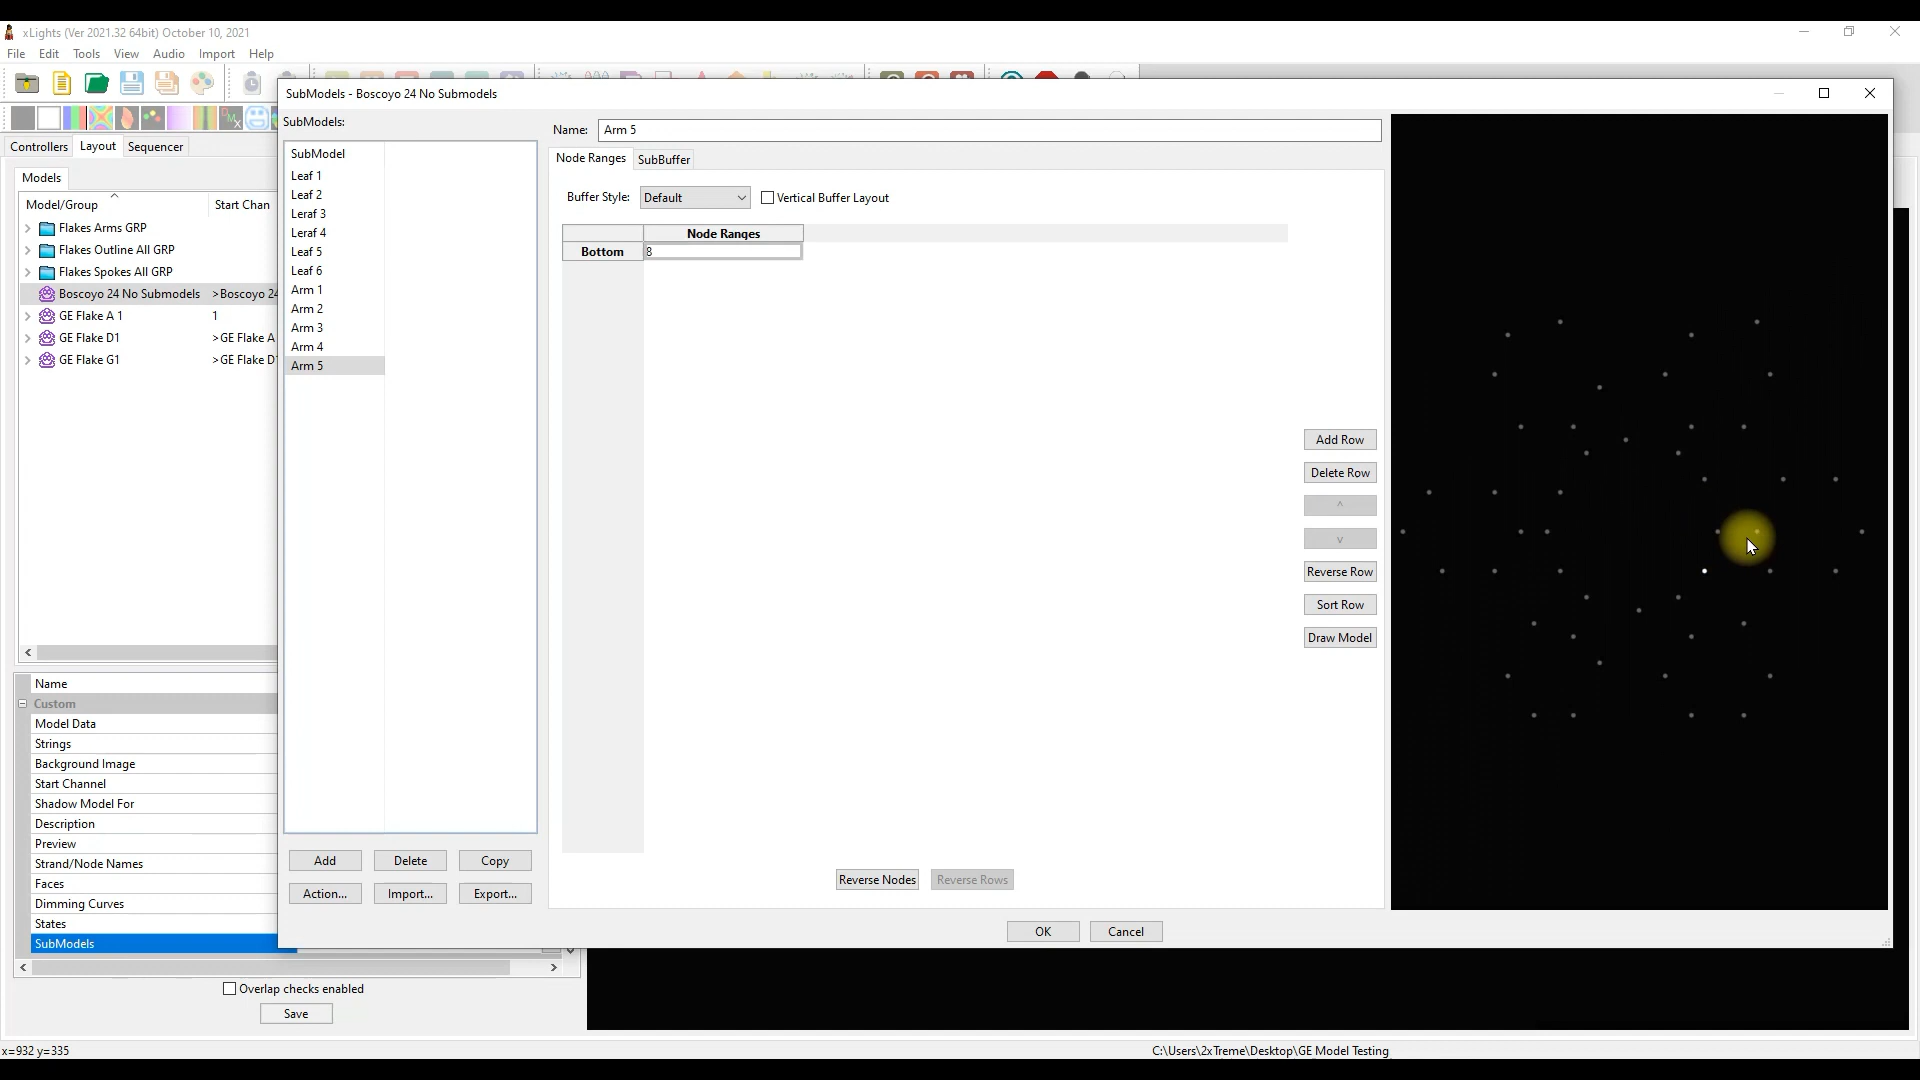 xLights (Ver 2021.32 64bit) October 10, 2021
File Edit Tools View Audio Import Help
SubModels - Boscoyo 24 No Submodels
SubModels:
Name: Arm 5
Controllers Layout Sequencer
SubModel
Node Ranges SubBuffer
Leaf 1
Models
Leaf 2
Buffer Style: Default Vertical Buffer Layout
Model/Group Start Chan
Leraf 3
Flakes Arms GRP
Leraf 4
Node Ranges
Flakes Outline All GRP
Leaf 5
Bottom 8
Flakes Spokes All GRP
Leaf 6
Boscoyo 24 No Submodels >Boscoyo 24
Arm 1
GE Flake A 1 1
Arm 2
Arm 3
GE Flake D1 >GE Flake A
Arm 4
GE Flake G1 >GE Flake D
Arm 5
Add Row
Delete Row
^
v
Reverse Row
Sort Row
Draw Model
Name
Custom
Model Data
Strings
Background Image
Start Channel
Shadow Model For
Description
Preview
Strand/Node Names
Faces
Dimming Curves
States
SubModels
Add Delete Copy
Action... Import... Export...
Reverse Nodes Reverse Rows
OK Cancel
Overlap checks enabled
Save
x=932 y=335
C:\Users\2xTreme\Desktop\GE Model Testing